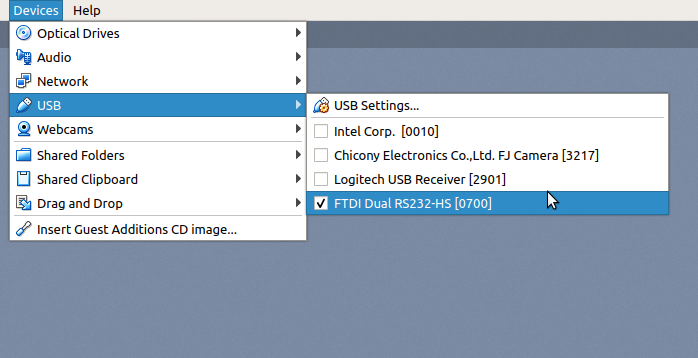 Devices Help
Optical Drives
Audio
Network
USB
Webcams
Shared Folders
Shared Clipboard
Drag and Drop
Insert Guest Additions CD image...
USB Settings...
Intel Corp. [0010]
Chicony Electronics Co.,Ltd. FJ Camera [3217]
Logitech USB Receiver [2901]
FTDI Dual RS232-HS [0700]